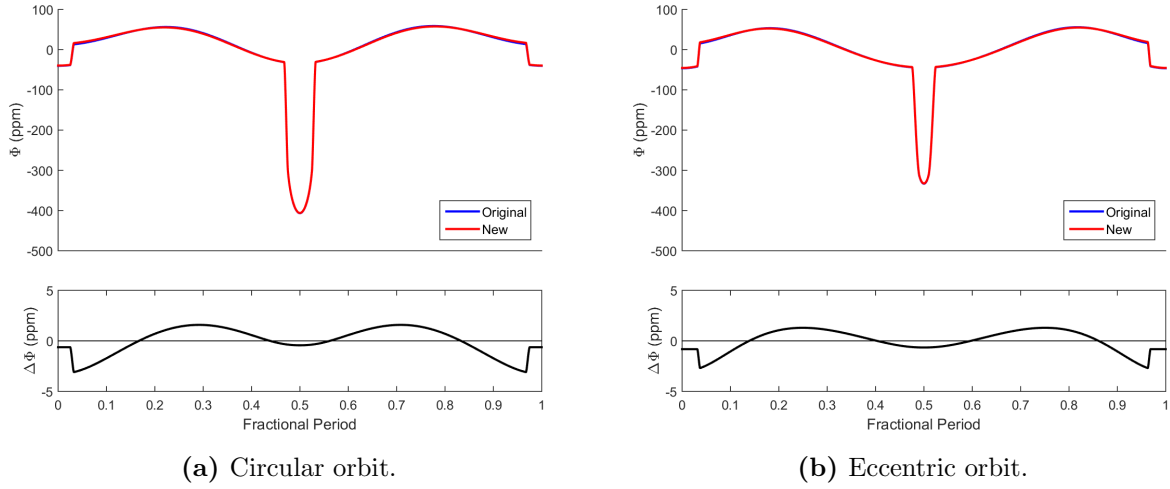 100
0
-100
-200
-300
-400
-500
Φ (ppm)
Original
New
5
0
-5
ΔΦ (ppm)
0 0.1 0.2 0.3 0.4 0.5 0.6 0.7 0.8 0.9 1
Fractional Period
(a) Circular orbit.
100
0
-100
-200
-300
-400
-500
Φ (ppm)
Original
New
5
0
-5
ΔΦ (ppm)
0 0.1 0.2 0.3 0.4 0.5 0.6 0.7 0.8 0.9 1
Fractional Period
(b) Eccentric orbit.